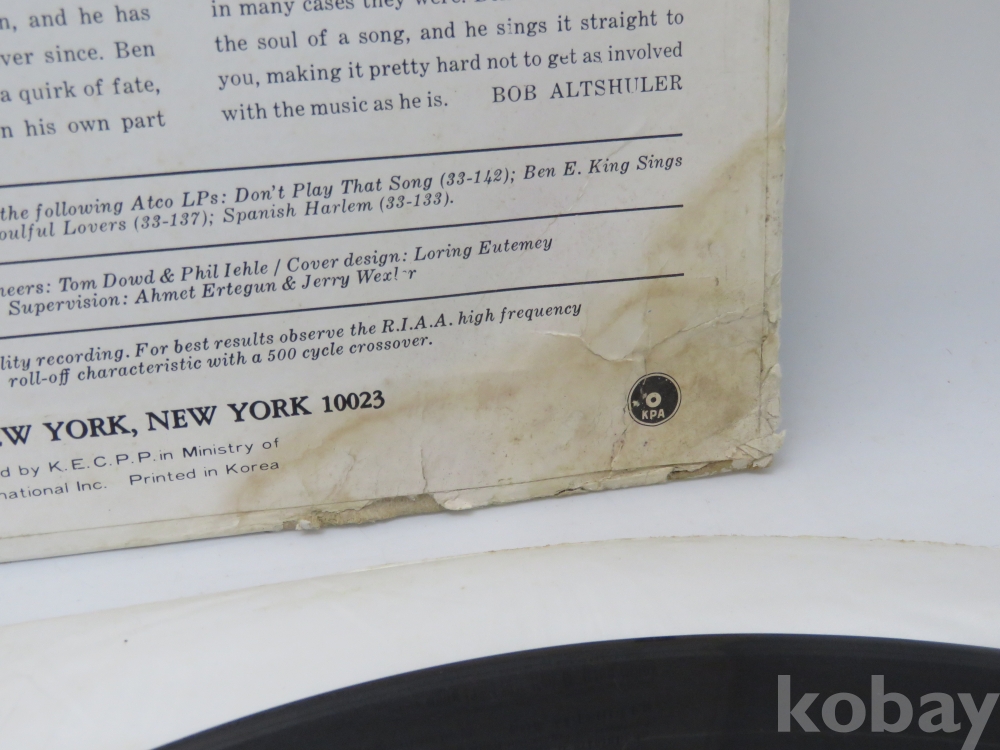 n, and he has
ver since. Ben
a quirk of fate,
n his own part
in many cases they were.
the soul of a song, and he sings it straight to
you, making it pretty hard not to get as involved
with the music as he is. BOB ALTSHULER
the following Atco LPs: Don't Play That Song (33-142); Ben E. King Sings
oulful Lovers (33-137); Spanish Harlem (33-133).
neers: Tom Dowd & Phil Iehle / Cover design: Loring Eutemey
Supervision: Ahmet Ertegun & Jerry Wexler
lity recording. For best results observe the R.I.A.A. high frequency
roll-off characteristic with a 500 cycle crossover.
EW YORK, NEW YORK 10023
d by K.E.C.P.P. in Ministry of
national Inc. Printed in Korea
KPA
kobay